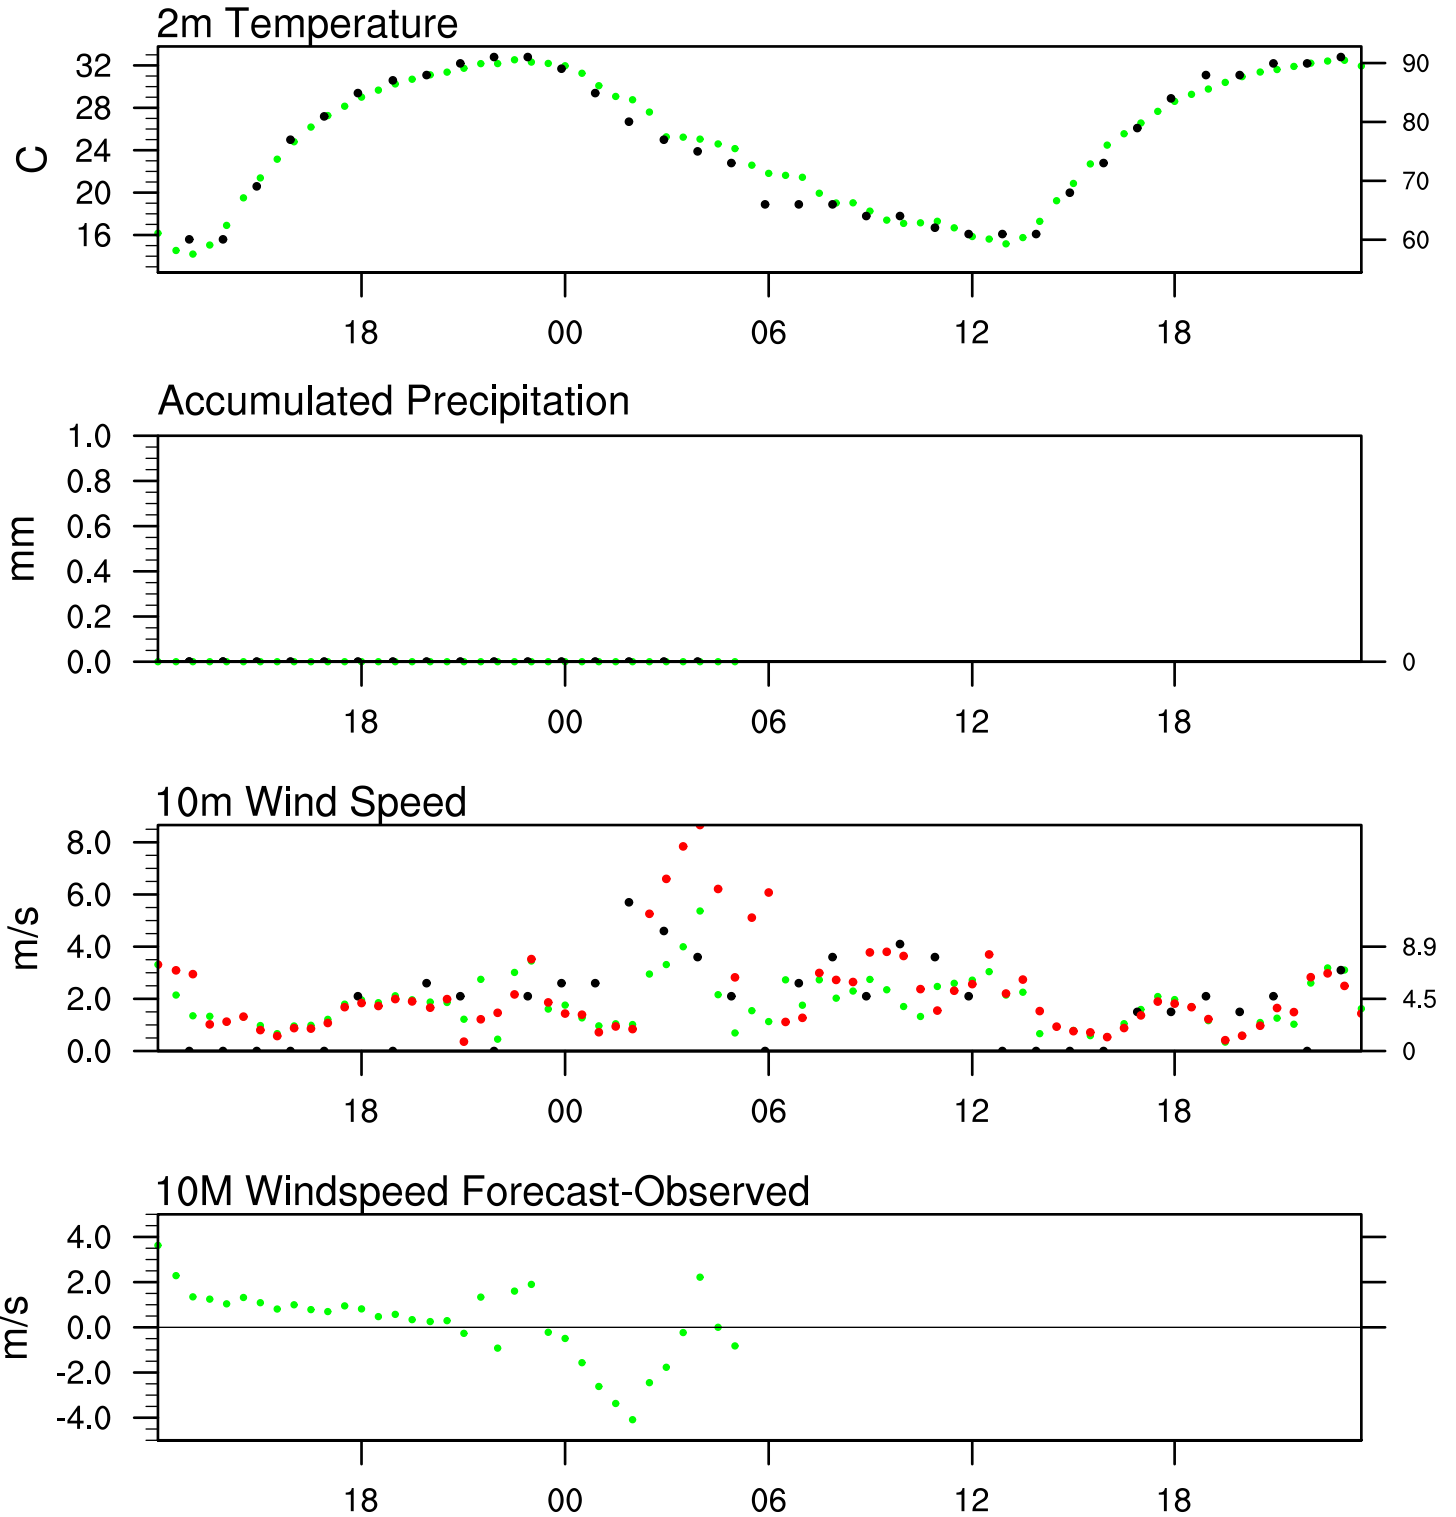 2m Temperature
32
28
24
20
16
C
90
80
70
60
18 00 06 12 18
Accumulated Precipitation
1.0
0.8
0.6
0.4
0.2
0.0
mm
0
18 00 06 12 18
10m Wind Speed
8.0
6.0
4.0
2.0
0.0
m/s
8.9
4.5
0
18 00 06 12 18
10M Windspeed Forecast-Observed
4.0
2.0
0.0
-2.0
-4.0
m/s
18 00 06 12 18